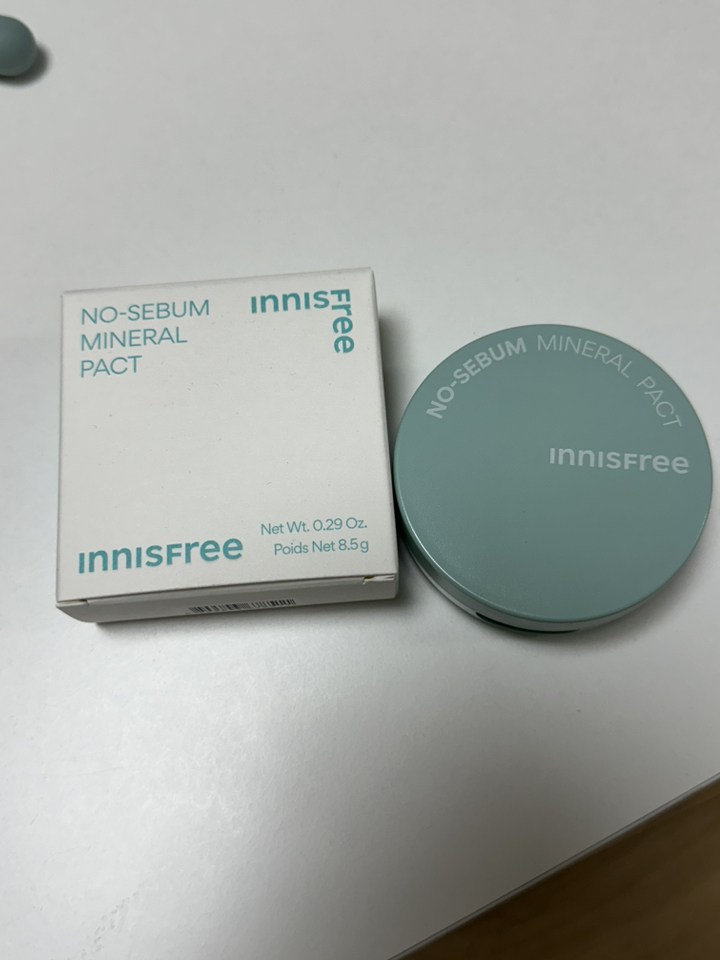 NO-SEBUM
MINERAL
PACT
INNISFree
INNISFree
Net Wt. 0.29 Oz.
Poids Net 8.5 g
NO-SEBUM MINERAL PACT
INNISFree